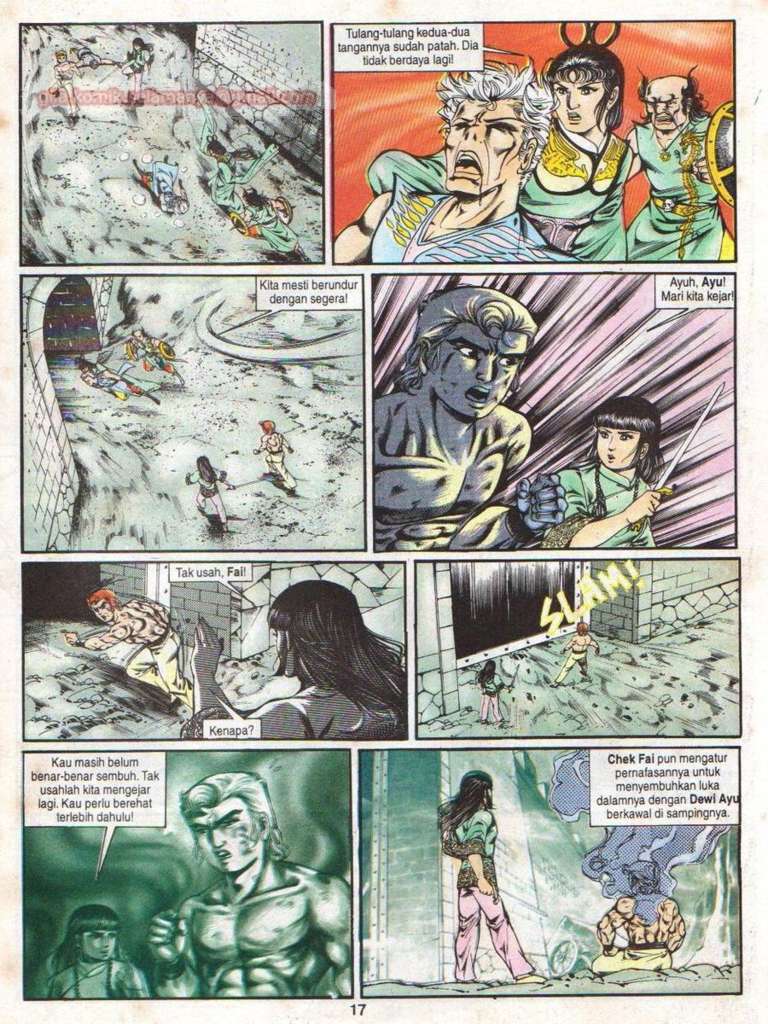 Tulang-tulang kedua-dua
tangannya sudah patah. Dia
tidak berdaya lagi!
Kita mesti berundur
dengan segera!
Ayuh, Ayu!
Mari kita kejar!
Tak usah, Fai!
Kenapa?
SLAM!
Kau masih belum
benar-benar sembuh. Tak
usahlah kita mengejar
lagi. Kau perlu berehat
terlebih dahulu!
Chek Fai pun mengatur
pernafasannya untuk
menyembuhkan luka
dalamnya dengan Dewi Ayu
berkawal di sampingnya.
17